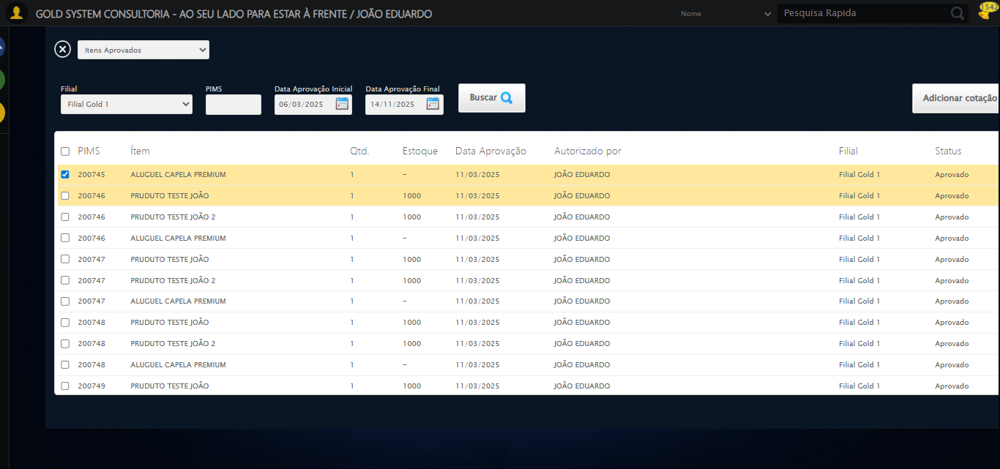 GOLD SYSTEM CONSULTORIA - AO SEU LADO PARA ESTAR À FRENTE / JOÃO EDUARDO Nome Pesquisa Rapida 1542
Itens Aprovados
Filial PIMS Data Aprovação Inicial Data Aprovação Final
Filial Gold 1 06/03/2025 14/11/2025 Buscar Adicionar cotação
PIMS Ítem Qtd. Estoque Data Aprovação Autorizado por Filial Status
200745 ALUGUEL CAPELA PREMIUM 1 – 11/03/2025 JOÃO EDUARDO Filial Gold 1 Aprovado
200746 PRUDUTO TESTE JOÃO 1 1000 11/03/2025 JOÃO EDUARDO Filial Gold 1 Aprovado
200746 PRUDUTO TESTE JOÃO 2 1 1000 11/03/2025 JOÃO EDUARDO Filial Gold 1 Aprovado
200746 ALUGUEL CAPELA PREMIUM 1 – 11/03/2025 JOÃO EDUARDO Filial Gold 1 Aprovado
200747 PRUDUTO TESTE JOÃO 1 1000 11/03/2025 JOÃO EDUARDO Filial Gold 1 Aprovado
200747 PRUDUTO TESTE JOÃO 2 1 1000 11/03/2025 JOÃO EDUARDO Filial Gold 1 Aprovado
200747 ALUGUEL CAPELA PREMIUM 1 – 11/03/2025 JOÃO EDUARDO Filial Gold 1 Aprovado
200748 PRUDUTO TESTE JOÃO 1 1000 11/03/2025 JOÃO EDUARDO Filial Gold 1 Aprovado
200748 PRUDUTO TESTE JOÃO 2 1 1000 11/03/2025 JOÃO EDUARDO Filial Gold 1 Aprovado
200748 ALUGUEL CAPELA PREMIUM 1 – 11/03/2025 JOÃO EDUARDO Filial Gold 1 Aprovado
200749 PRUDUTO TESTE JOÃO 1 1000 11/03/2025 JOÃO EDUARDO Filial Gold 1 Aprovado